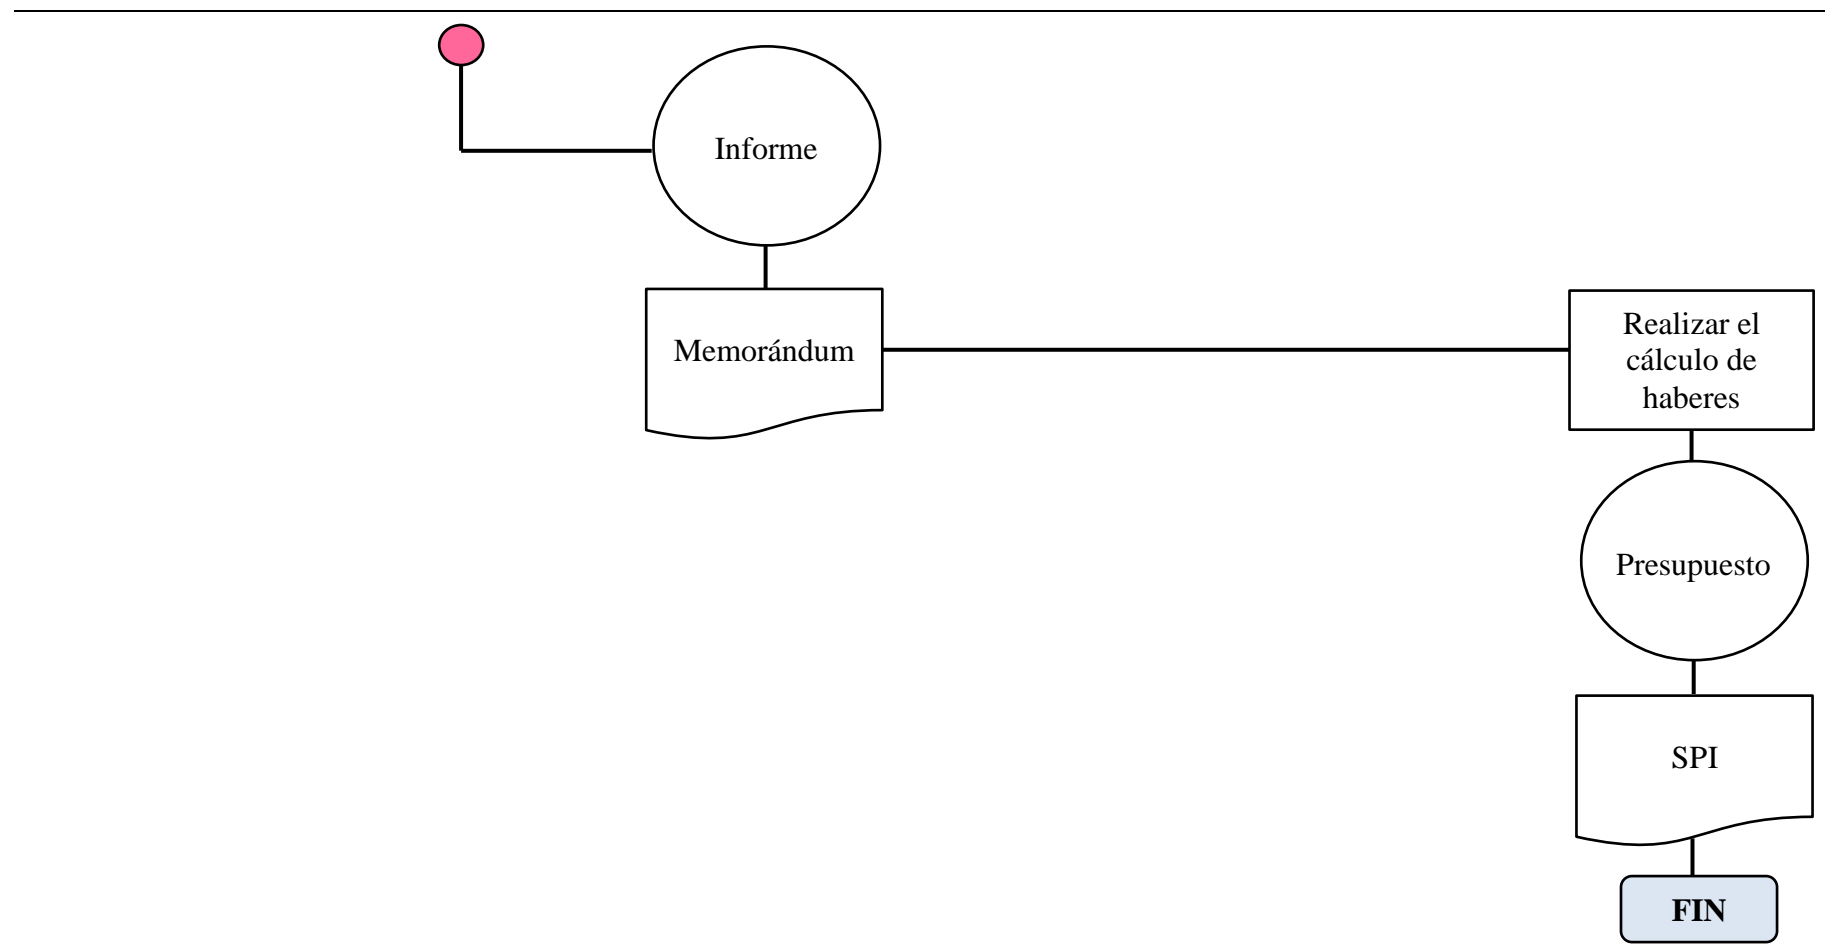 Informe
Memorándum
Realizar el
cálculo de
haberes
Presupuesto
SPI
FIN